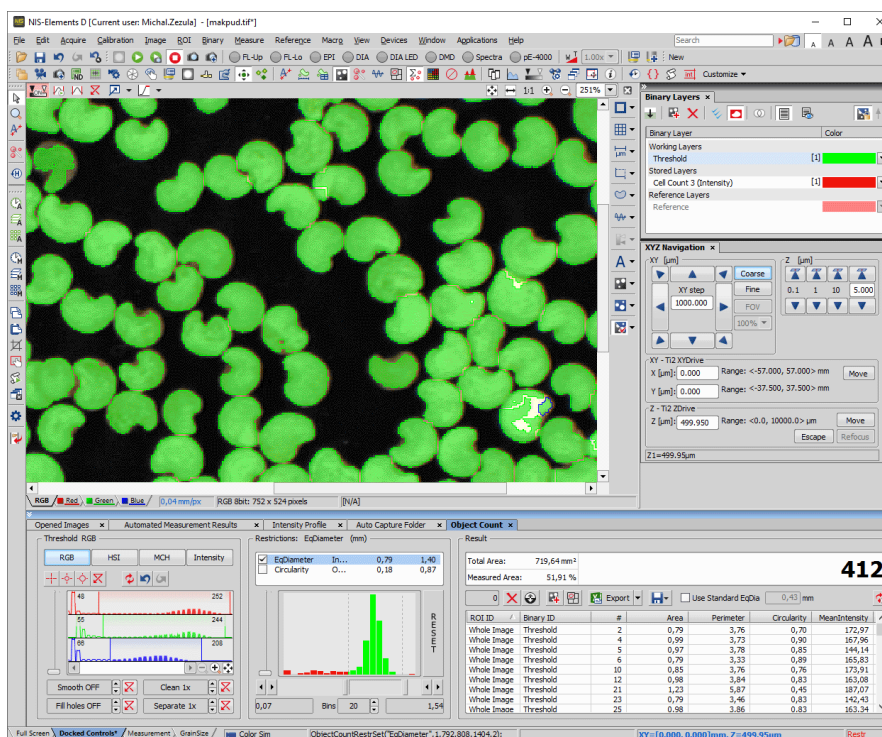 NIS-Elements D [Current user: Michal.Zezula] - [makpud.tif*]
File Edit Acquire Calibration Image ROI Binary Measure Reference Macro View Devices Window Applications Help Search A A A A
FL-Up FL-Lo EPI DIA DIA LED DMD Spectra pE-4000 1.00x New
Customize
1:1 251%
Binary Layers x
Binary Layer Color
Working Layers
Threshold [1]
Stored Layers
Cell Count 3 (Intensity) [1]
Reference Layers
Reference
XYZ Navigation x
XY [µm] Z [µm]
Coarse
XY step Fine 0.1 1 10 5.000
1000.000
FOV
100%
XY - Ti2 XYDrive
X [µm]: 0.000 Range: <-57.000, 57.000> mm Move
Y [µm]: 0.000 Range: <-37.500, 37.500> mm
Z - Ti2 ZDrive
Z [µm]: 499.950 Range: <0.0, 10000.0> µm Move
Escape Refocus
Z1=499.95µm
RGB Red Green Blue 0,04 mm/px RGB 8bit: 752 x 524 pixels [N/A]
Opened Images x Automated Measurement Results x Intensity Profile x Auto Capture Folder x Object Count x
Threshold RGB
RGB HSI MCH Intensity
48 252
55 244
66 208
Smooth OFF Clean 1x
Fill holes OFF Separate 1x
Restrictions: EqDiameter (mm)
EqDiameter In... 0,79 1,40
Circularity O... 0,18 0,87
RESET
0,07 Bins 20 1,54
Result
Total Area: 719,64 mm²
Measured Area: 51,91 %
412
0 Export Use Standard EqDia 0,43 mm
ROI ID Binary ID # Area Perimeter Circularity MeanIntensity
Whole Image Threshold 2 0,79 3,76 0,70 172,97
Whole Image Threshold 4 0,99 3,73 0,90 167,96
Whole Image Threshold 5 0,97 3,78 0,85 144,14
Whole Image Threshold 6 0,79 3,33 0,89 165,83
Whole Image Threshold 10 0,85 3,76 0,76 173,91
Whole Image Threshold 12 0,94 3,84 0,83 163,08
Whole Image Threshold 21 1,23 5,87 0,45 187,07
Whole Image Threshold 23 0,79 3,46 0,83 142,43
Whole Image Threshold 25 0,98 3,86 0,83 163,34
Full Screen Docked Controls* Measurement GrainSize Color Sim ObjectCountRestrSet("EqDiameter",1,792.808,1404.2); XY=[0.000, 0.000]mm, Z=499.95µm Restr